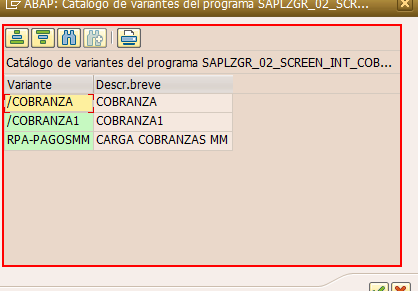 ABAP: Catálogo de variantes del programa SAPLZGR_02_SCR...
Catálogo de variantes del programa SAPLZGR_02_SCREEN_INT_COB...
Variante Descr.breve
/COBRANZA COBRANZA
/COBRANZA1 COBRANZA1
RPA-PAGOSMM CARGA COBRANZAS MM